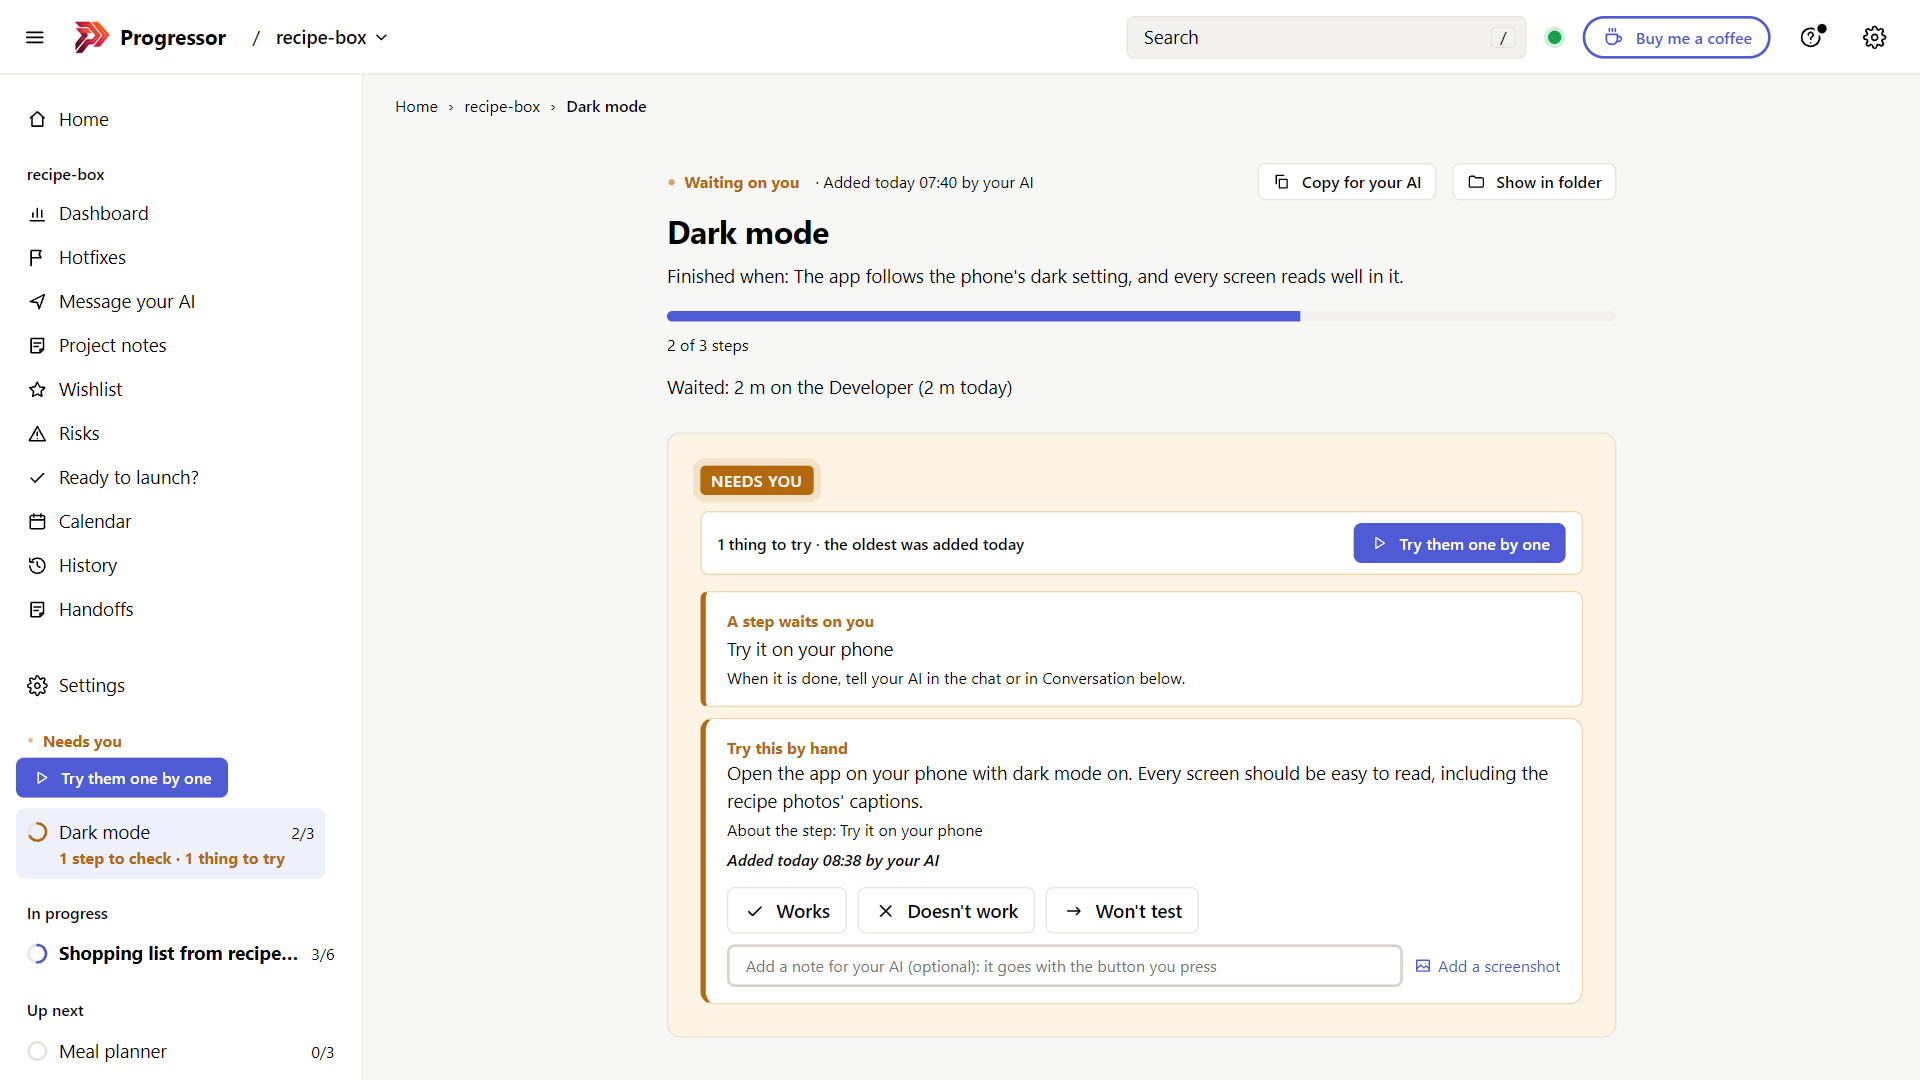 Progressor / recipe-box
Search /
Buy me a coffee
Home
recipe-box
Dashboard
Hotfixes
Message your AI
Project notes
Wishlist
Risks
Ready to launch?
Calendar
History
Handoffs
Settings
Needs you
Try them one by one
Dark mode 2/3
1 step to check · 1 thing to try
In progress
Shopping list from recipe... 3/6
Up next
Meal planner 0/3
Home › recipe-box › Dark mode
Waiting on you · Added today 07:40 by your AI
Copy for your AI
Show in folder
Dark mode
Finished when: The app follows the phone's dark setting, and every screen reads well in it.
2 of 3 steps
Waited: 2 m on the Developer (2 m today)
NEEDS YOU
1 thing to try · the oldest was added today
Try them one by one
A step waits on you
Try it on your phone
When it is done, tell your AI in the chat or in Conversation below.
Try this by hand
Open the app on your phone with dark mode on. Every screen should be easy to read, including the
recipe photos' captions.
About the step: Try it on your phone
Added today 08:38 by your AI
Works
Doesn't work
Won't test
Add a note for your AI (optional): it goes with the button you press
Add a screenshot